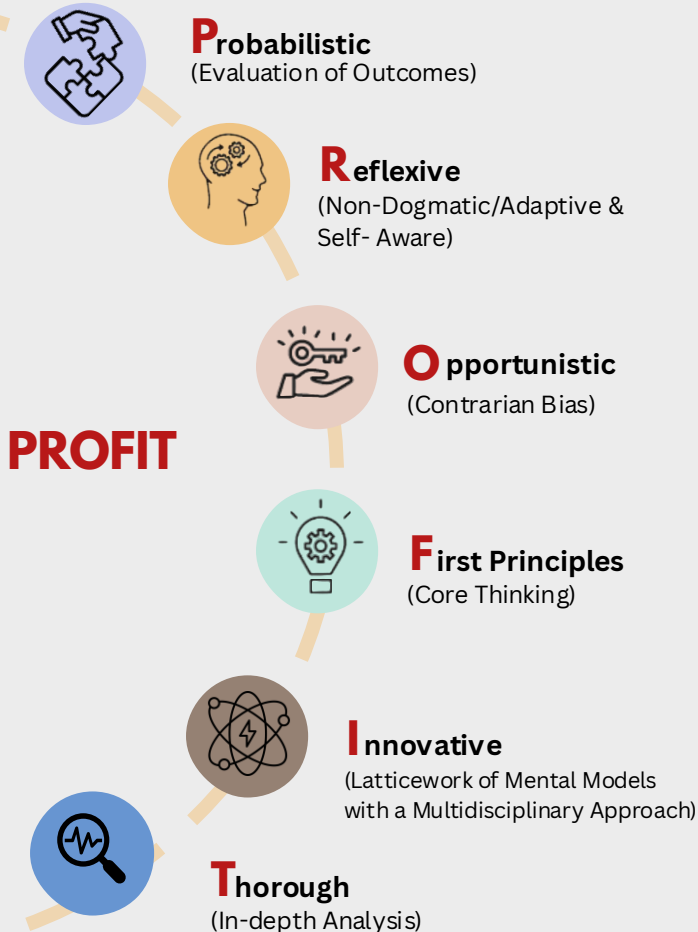 Probabilistic
(Evaluation of Outcomes)
Reflexive
(Non-Dogmatic/Adaptive &
Self- Aware)
Opportunistic
(Contrarian Bias)
PROFIT
First Principles
(Core Thinking)
Innovative
(Latticework of Mental Models
with a Multidisciplinary Approach)
Thorough
(In-depth Analysis)